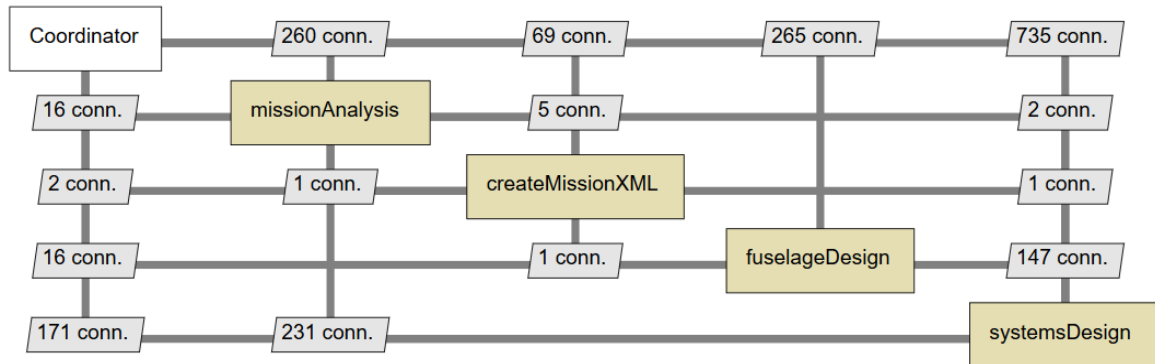 Coordinator 260 conn. 69 conn. 265 conn. 735 conn.
16 conn. missionAnalysis 5 conn. 2 conn.
2 conn. 1 conn. createMissionXML 1 conn.
16 conn. 1 conn. fuselageDesign 147 conn.
171 conn. 231 conn. systemsDesign